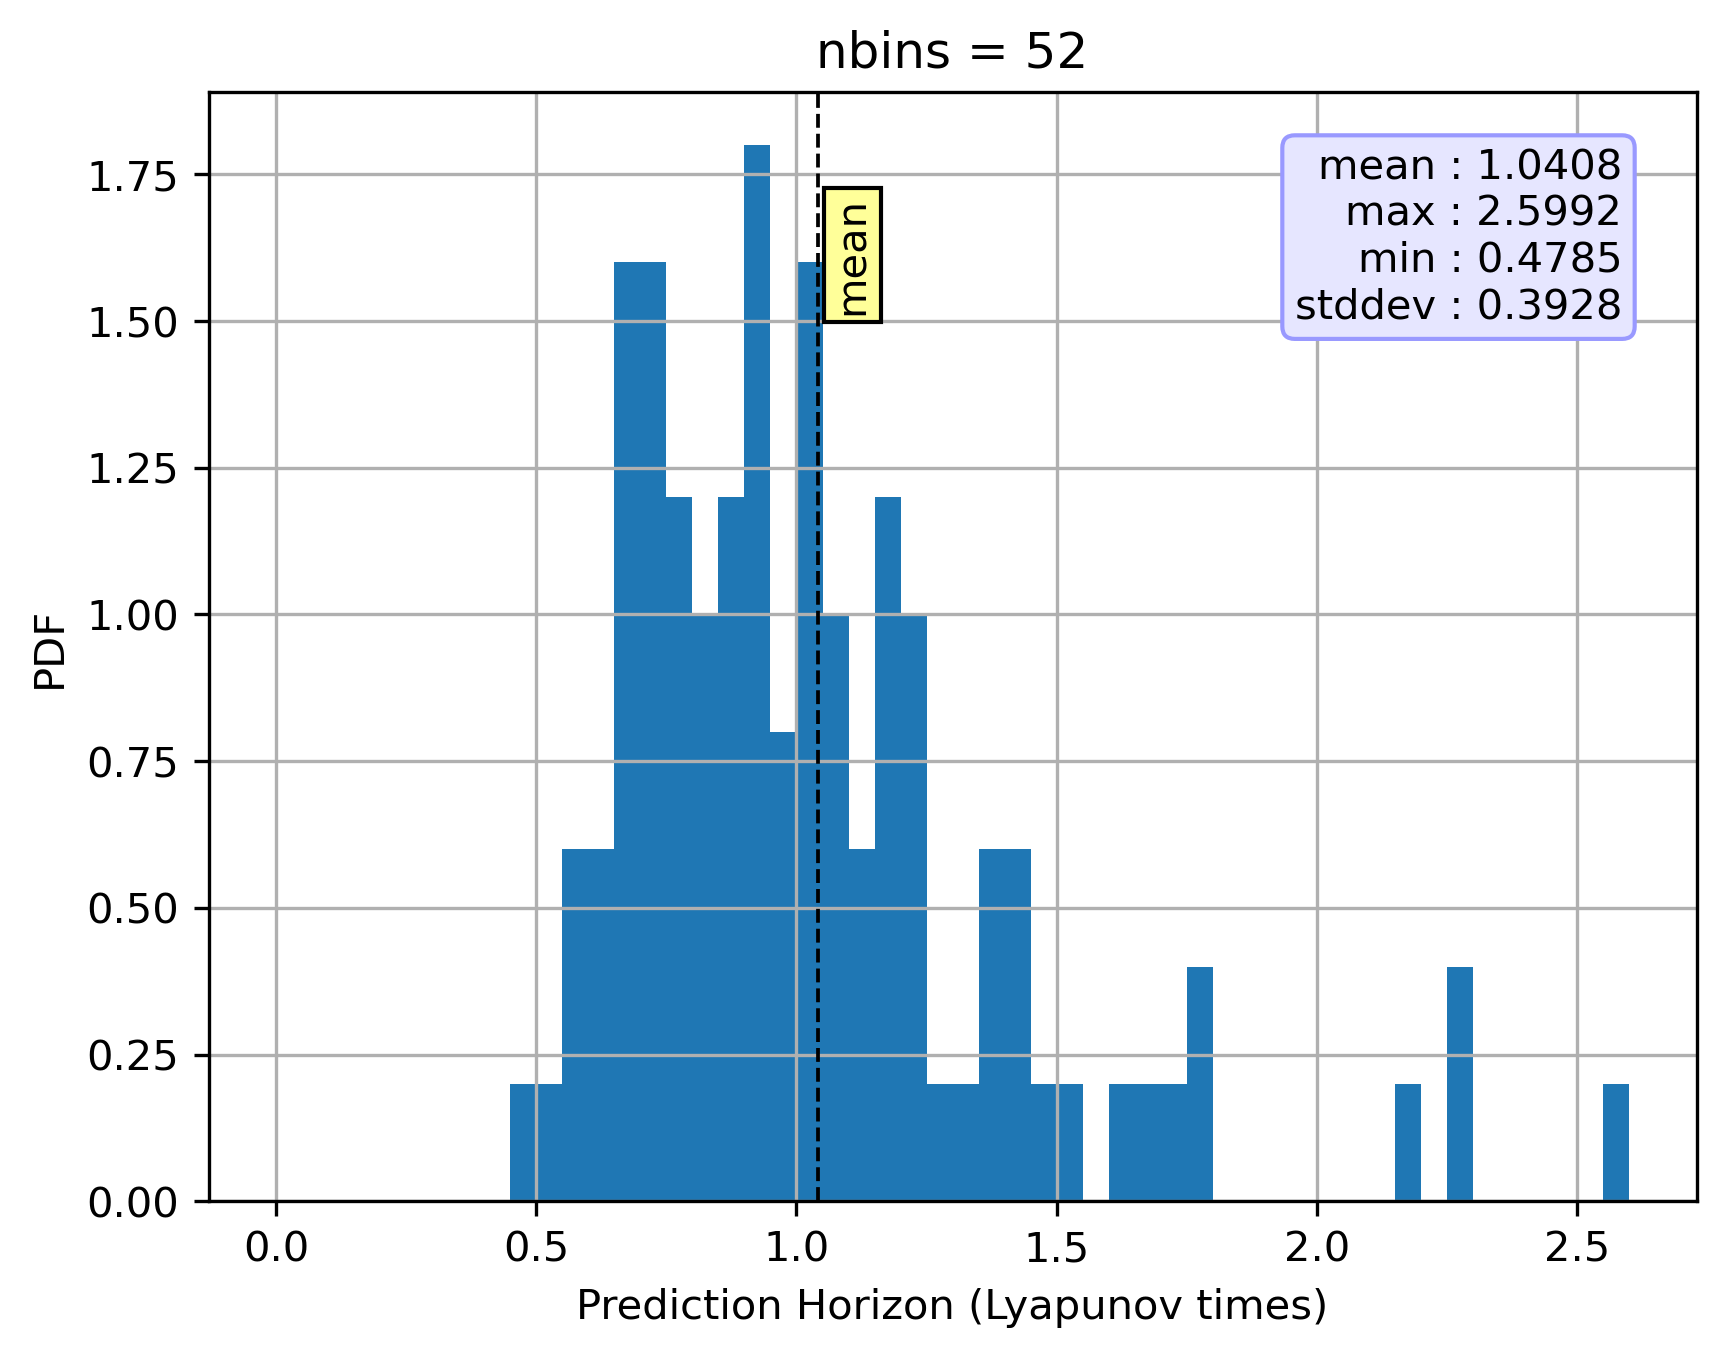 nbins = 52
mean : 1.0408
max : 2.5992
min : 0.4785
stddev : 0.3928
mean
PDF
1.75
1.50
1.25
1.00
0.75
0.50
0.25
0.00
0.0 0.5 1.0 1.5 2.0 2.5
Prediction Horizon (Lyapunov times)